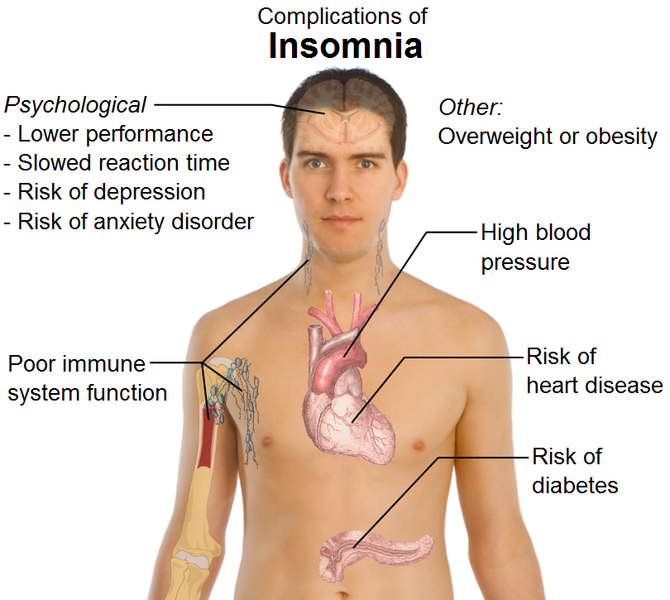 Complications of
Insomnia
Psychological
- Lower performance
- Slowed reaction time
- Risk of depression
- Risk of anxiety disorder
Other:
Overweight or obesity
High blood
pressure
Poor immune
system function
Risk of
heart disease
Risk of
diabetes